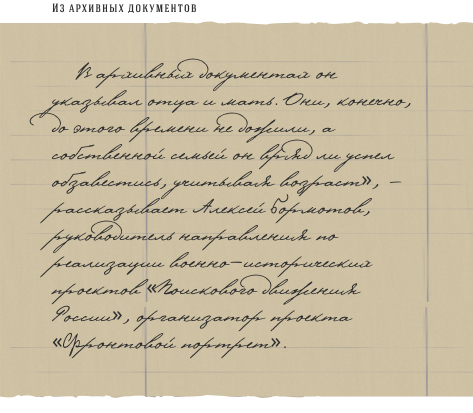 Из архивных документов
В архивных документах он
указывал отца и мать. Они, конечно,
до этого времени не дожили, а
собственной семьёй он вряд ли успел
обзавестись, учитывая возраст», –
рассказывает Алексей Бормотов,
руководитель направления по
реализации военно-исторических
проектов «Поискового движения
России», организатор проекта
«Фронтовой портрет».